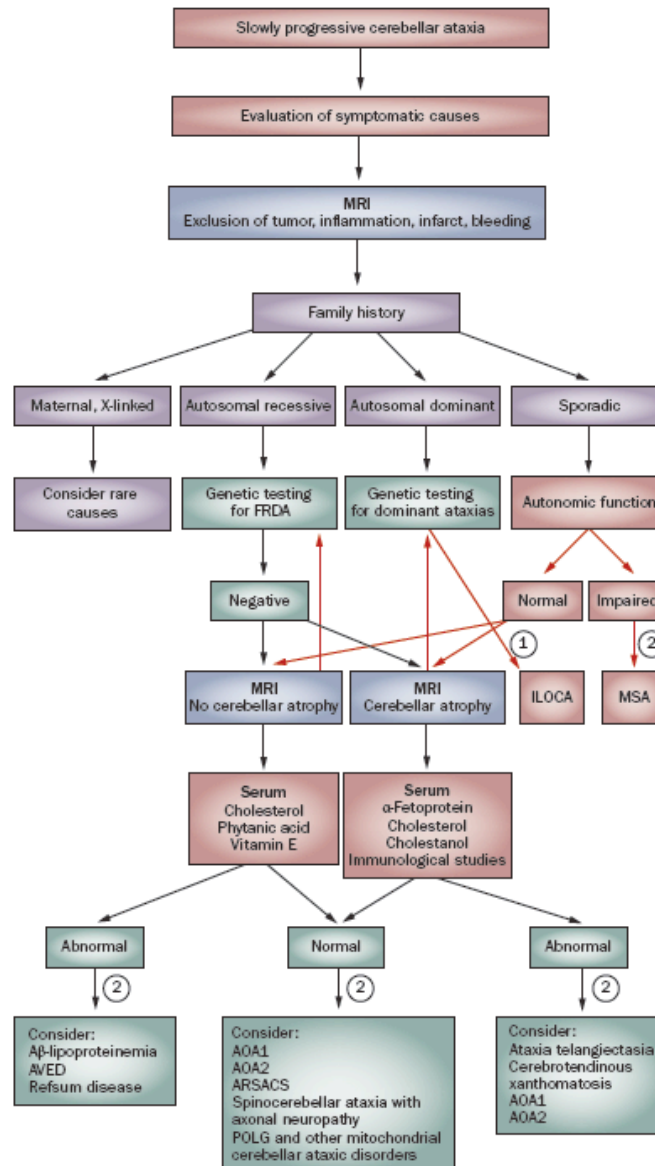 Slowly progressive cerebellar ataxia
Evaluation of symptomatic causes
MRI
Exclusion of tumor, inflammation, infarct, bleeding
Family history
Maternal, X-linked
Autosomal recessive
Autosomal dominant
Sporadic
Consider rare
causes
Genetic testing
for FRDA
Genetic testing
for dominant ataxias
Autonomic function
Negative
Normal
Impaired
1
2
MRI
No cerebellar atrophy
MRI
Cerebellar atrophy
ILOCA
MSA
Serum
Cholesterol
Phytanic acid
Vitamin E
Serum
α-Fetoprotein
Cholesterol
Cholestanol
Immunological studies
Abnormal
Normal
Abnormal
2
2
2
Consider:
Aβ-lipoproteinemia
AVED
Refsum disease
Consider:
AOA1
AOA2
ARSACS
Spinocerebellar ataxia with
axonal neuropathy
POLG and other mitochondrial
cerebellar ataxic disorders
Consider:
Ataxia telangiectasia
Cerebrotendinous
xanthomatosis
AOA1
AOA2